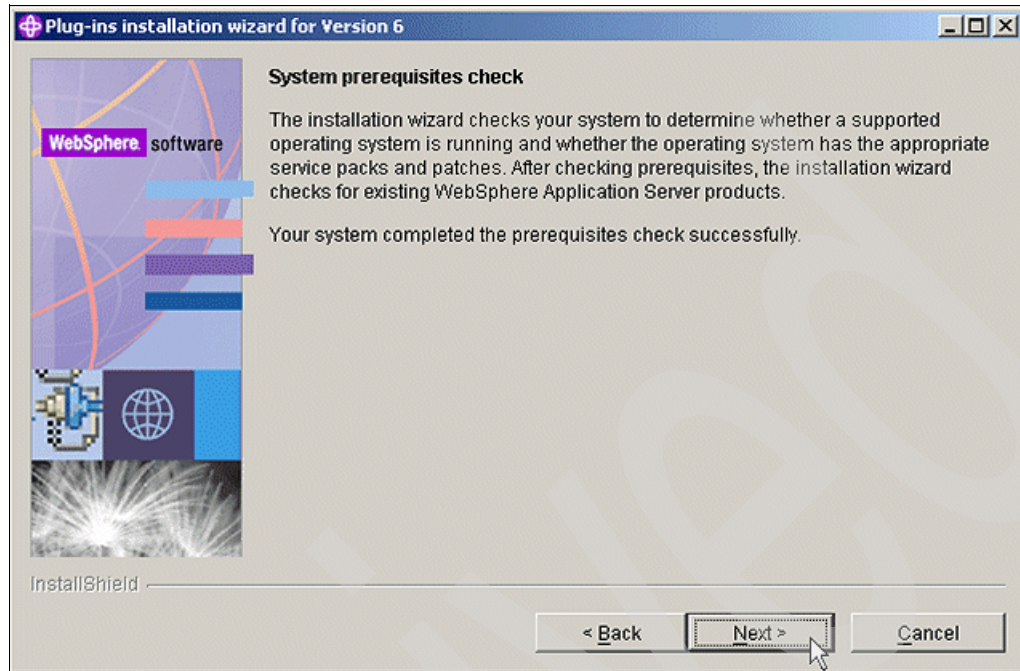 Plug-ins installation wizard for Version 6
WebSphere. software
System prerequisites check
The installation wizard checks your system to determine whether a supported
operating system is running and whether the operating system has the appropriate
service packs and patches. After checking prerequisites, the installation wizard
checks for existing WebSphere Application Server products.
Your system completed the prerequisites check successfully.
InstallShield
< Back
Next >
Cancel